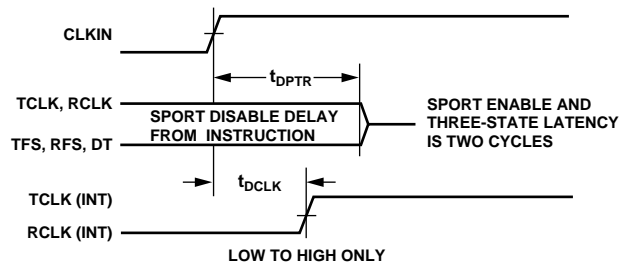 CLKIN
tDPTR
TCLK, RCLK
SPORT DISABLE DELAY
FROM INSTRUCTION
TFS, RFS, DT
SPORT ENABLE AND
THREE-STATE LATENCY
IS TWO CYCLES
tDCLK
TCLK (INT)
RCLK (INT)
LOW TO HIGH ONLY